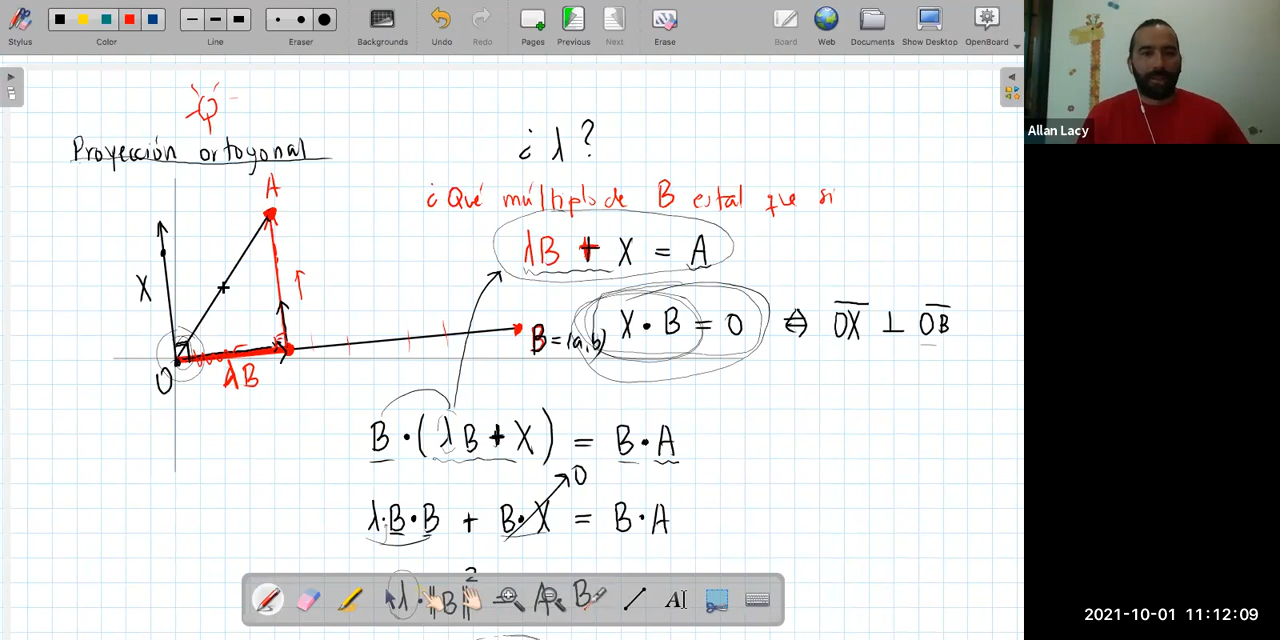 Stylus
Color
Line
Eraser
Backgrounds
Undo
Redo
Pages
Previous
Next
Erase
Board
Web
Documents
Show Desktop
OpenBoard
Allan Lacy
Proyección ortogonal
¿λ?
A
¿Qué múltiplo de B es tal que si
λB + X = A
X
B = (a,b)
X · B = 0 ⇔ OX ⊥ OB
O
λB
B · (λB + X) = B · A
0
λ · B · B + B · X = B · A
λ · ||B||² = A · B
2021-10-01 11:12:09